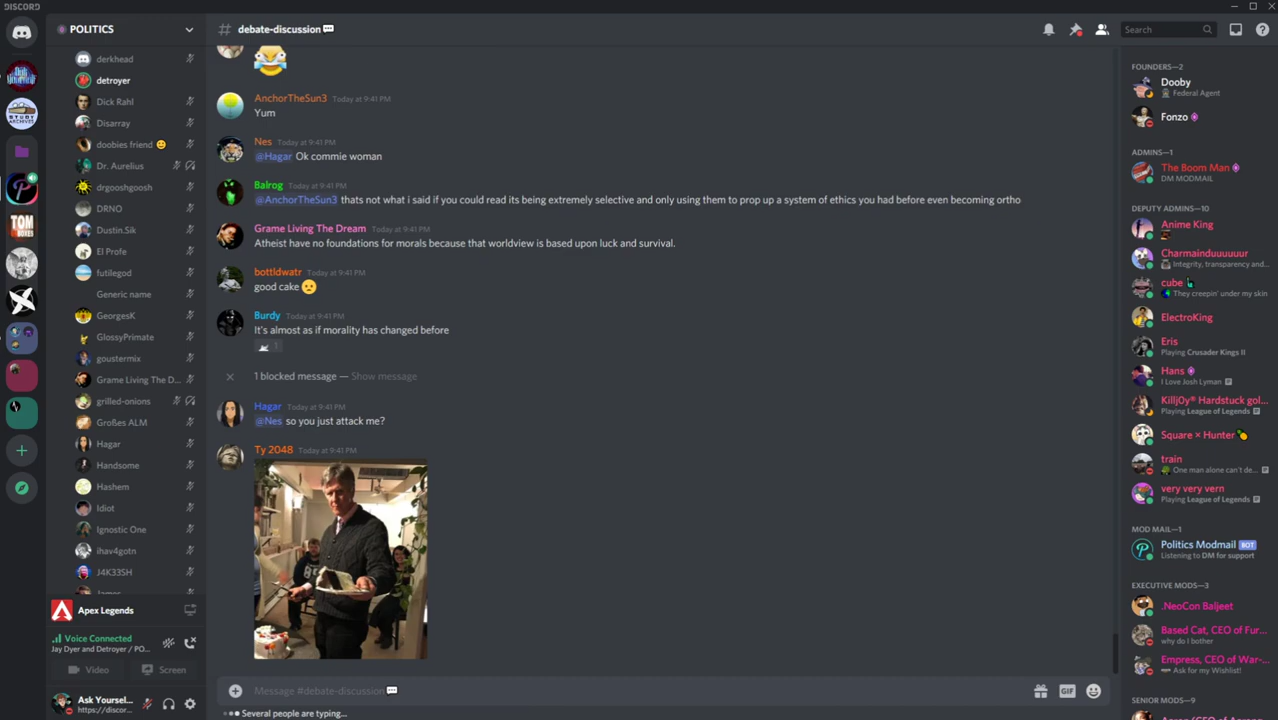 DISCORD
POLITICS
debate-discussion
Search
derkhead
detroyer
Dick Rahl
Disarray
doobies friend
Dr. Aurelius
drgooshgoosh
DRNO
Dustin.Sik
El Profe
futilegod
Generic name
GeorgesK
GlossyPrimate
goustermix
Grame Living The D...
grilled-onions
Großes ALM
Hagar
Handsome
Hashem
Idiot
Ignostic One
ihav4gotn
J4K33SH
Apex Legends
Voice Connected
Jay Dyer and Detroyer / PO...
Video
Screen
Ask Yoursel...
https://discor...
TOM
BOXES
STUDY
ARCHIVES
AnchorTheSun3 Today at 9:41 PM
Yum
Nes Today at 9:41 PM
@Hagar Ok commie woman
Balrog Today at 9:41 PM
@AnchorTheSun3 thats not what i said if you could read its being extremely selective and only using them to prop up a system of ethics you had before even becoming ortho
Grame Living The Dream Today at 9:41 PM
Atheist have no foundations for morals because that worldview is based upon luck and survival.
bottldwatr Today at 9:41 PM
good cake
Burdy Today at 9:41 PM
It's almost as if morality has changed before
1
1 blocked message — Show message
Hagar Today at 9:41 PM
@Nes so you just attack me?
Ty 2048 Today at 9:41 PM
Message #debate-discussion
Several people are typing...
GIF
FOUNDERS—2
Dooby
Federal Agent
Fonzo
ADMINS—1
The Boom Man
DM MODMAIL
DEPUTY ADMINS—10
Anime King
Charmainduuuuuur
Integrity, transparency and...
cube
They creepin' under my skin
ElectroKing
Eris
Playing Crusader Kings II
Hans
I Love Josh Lyman
Killj0y® Hardstuck gol...
Playing League of Legends
Square × Hunter
train
One man alone can't de...
very very vern
Playing League of Legends
MOD MAIL—1
Politics Modmail BOT
Listening to DM for support
EXECUTIVE MODS—3
.NeoCon Baljeet
Based Cat, CEO of Fur...
why do I bother
Empress, CEO of War-...
Ask for my Wishlist!
SENIOR MODS—9